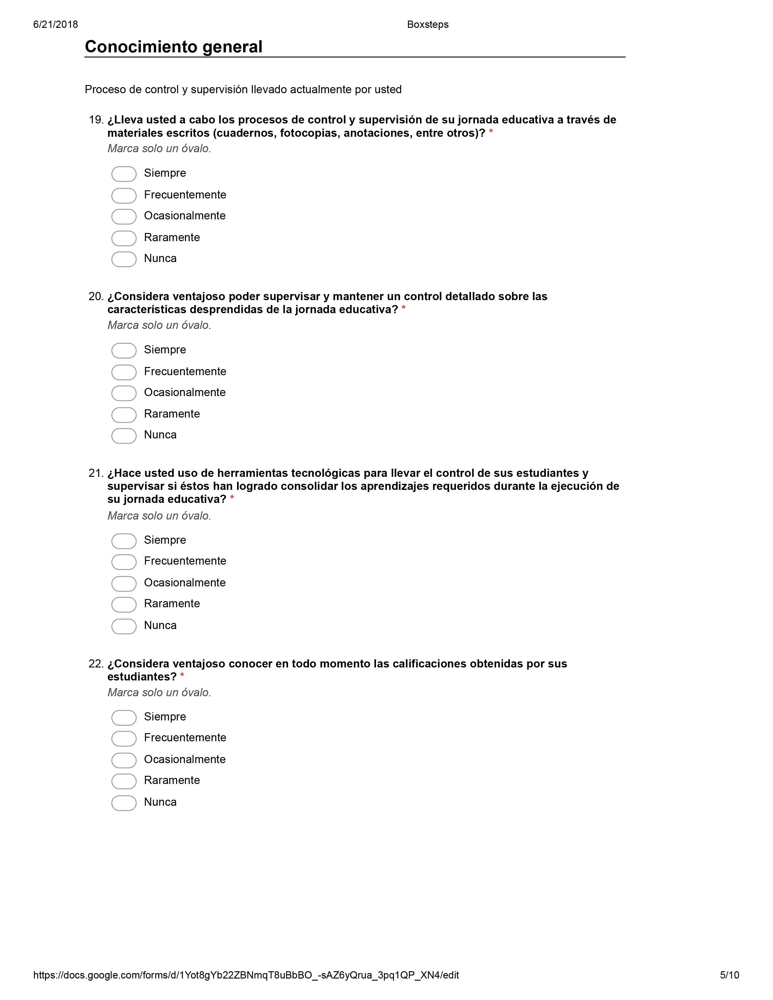 6/21/2018 Boxsteps
Conocimiento general
Proceso de control y supervisión llevado actualmente por usted
19. ¿Lleva usted a cabo los procesos de control y supervisión de su jornada educativa a través de
materiales escritos (cuadernos, fotocopias, anotaciones, entre otros)? *
Marca solo un óvalo.
Siempre
Frecuentemente
Ocasionalmente
Raramente
Nunca
20. ¿Considera ventajoso poder supervisar y mantener un control detallado sobre las
características desprendidas de la jornada educativa? *
Marca solo un óvalo.
Siempre
Frecuentemente
Ocasionalmente
Raramente
Nunca
21. ¿Hace usted uso de herramientas tecnológicas para llevar el control de sus estudiantes y
supervisar si éstos han logrado consolidar los aprendizajes requeridos durante la ejecución de
su jornada educativa? *
Marca solo un óvalo.
Siempre
Frecuentemente
Ocasionalmente
Raramente
Nunca
22. ¿Considera ventajoso conocer en todo momento las calificaciones obtenidas por sus
estudiantes? *
Marca solo un óvalo.
Siempre
Frecuentemente
Ocasionalmente
Raramente
Nunca
https://docs.google.com/forms/d/1Yot8gYb22ZBNmqT8uBbBO_-sAZ6yQrua_3pq1QP_XN4/edit 5/10